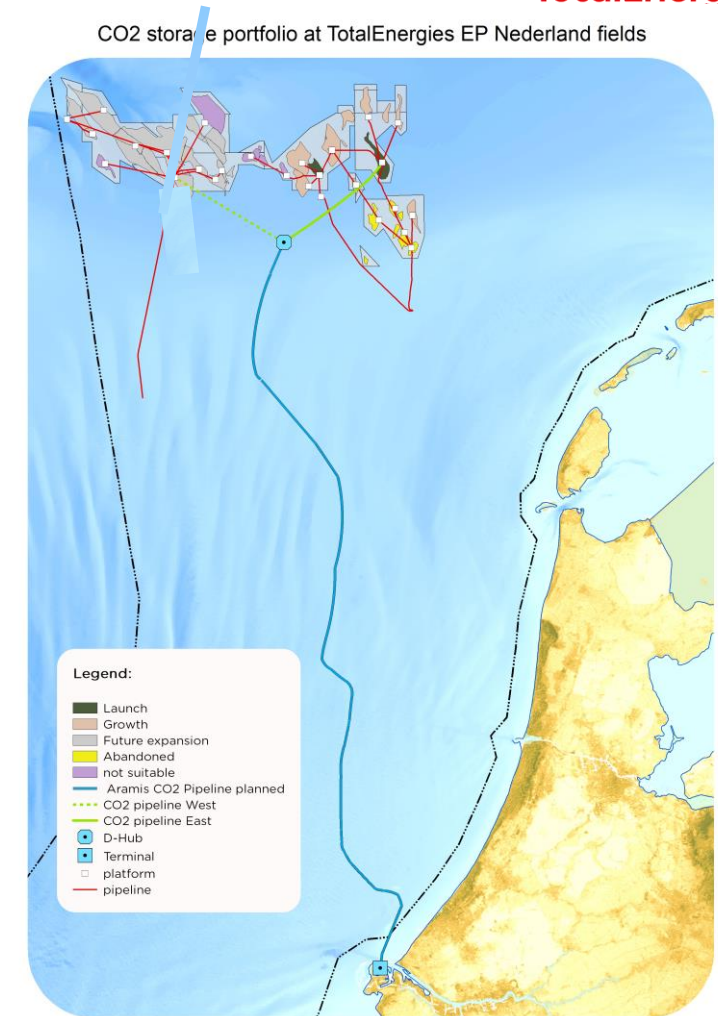 CO2 storage portfolio at TotalEnergies EP Nederland fields
Legend:
Launch
Growth
Future expansion
Abandoned
not suitable
Aramis CO2 Pipeline planned
CO2 pipeline West
CO2 pipeline East
D-Hub
Terminal
platform
pipeline